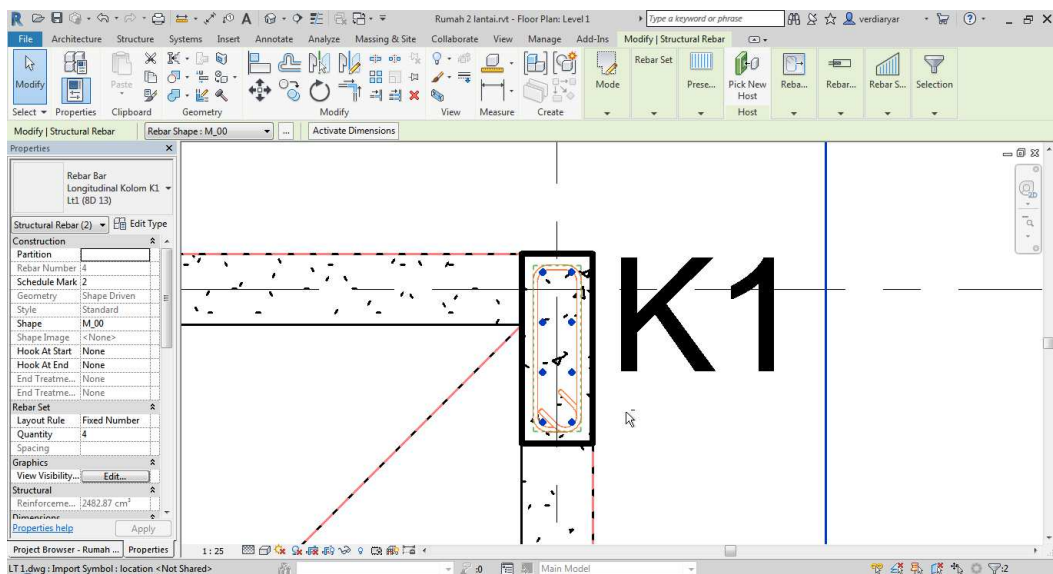 Rumah 2 lantai.rvt - Floor Plan: Level 1
Type a keyword or phrase
verdiaryar
File Architecture Structure Systems Insert Annotate Analyze Massing & Site Collaborate View Manage Add-Ins Modify | Structural Rebar
Modify Paste Mode Rebar Set Prese... Pick New Host Reba... Rebar... Rebar S... Selection
Select Properties Clipboard Geometry Modify View Measure Create Host
Modify | Structural Rebar Rebar Shape : M_00 ... Activate Dimensions
Properties
Rebar Bar
Longitudinal Kolom K1
Lt1 (8D 13)
Structural Rebar (2) Edit Type
Construction
Partition
Rebar Number 4
Schedule Mark 2
Geometry Shape Driven
Style Standard
Shape M_00
Shape Image <None>
Hook At Start None
Hook At End None
End Treatme... None
End Treatme... None
Rebar Set
Layout Rule Fixed Number
Quantity 4
Spacing
Graphics
View Visibility... Edit...
Structural
Reinforceme... 2482.87 cm³
Dimensions
Properties help Apply
Project Browser - Rumah ... Properties
K1
2D
1 : 25
LT 1.dwg : Import Symbol : location <Not Shared>
:0 Main Model :2